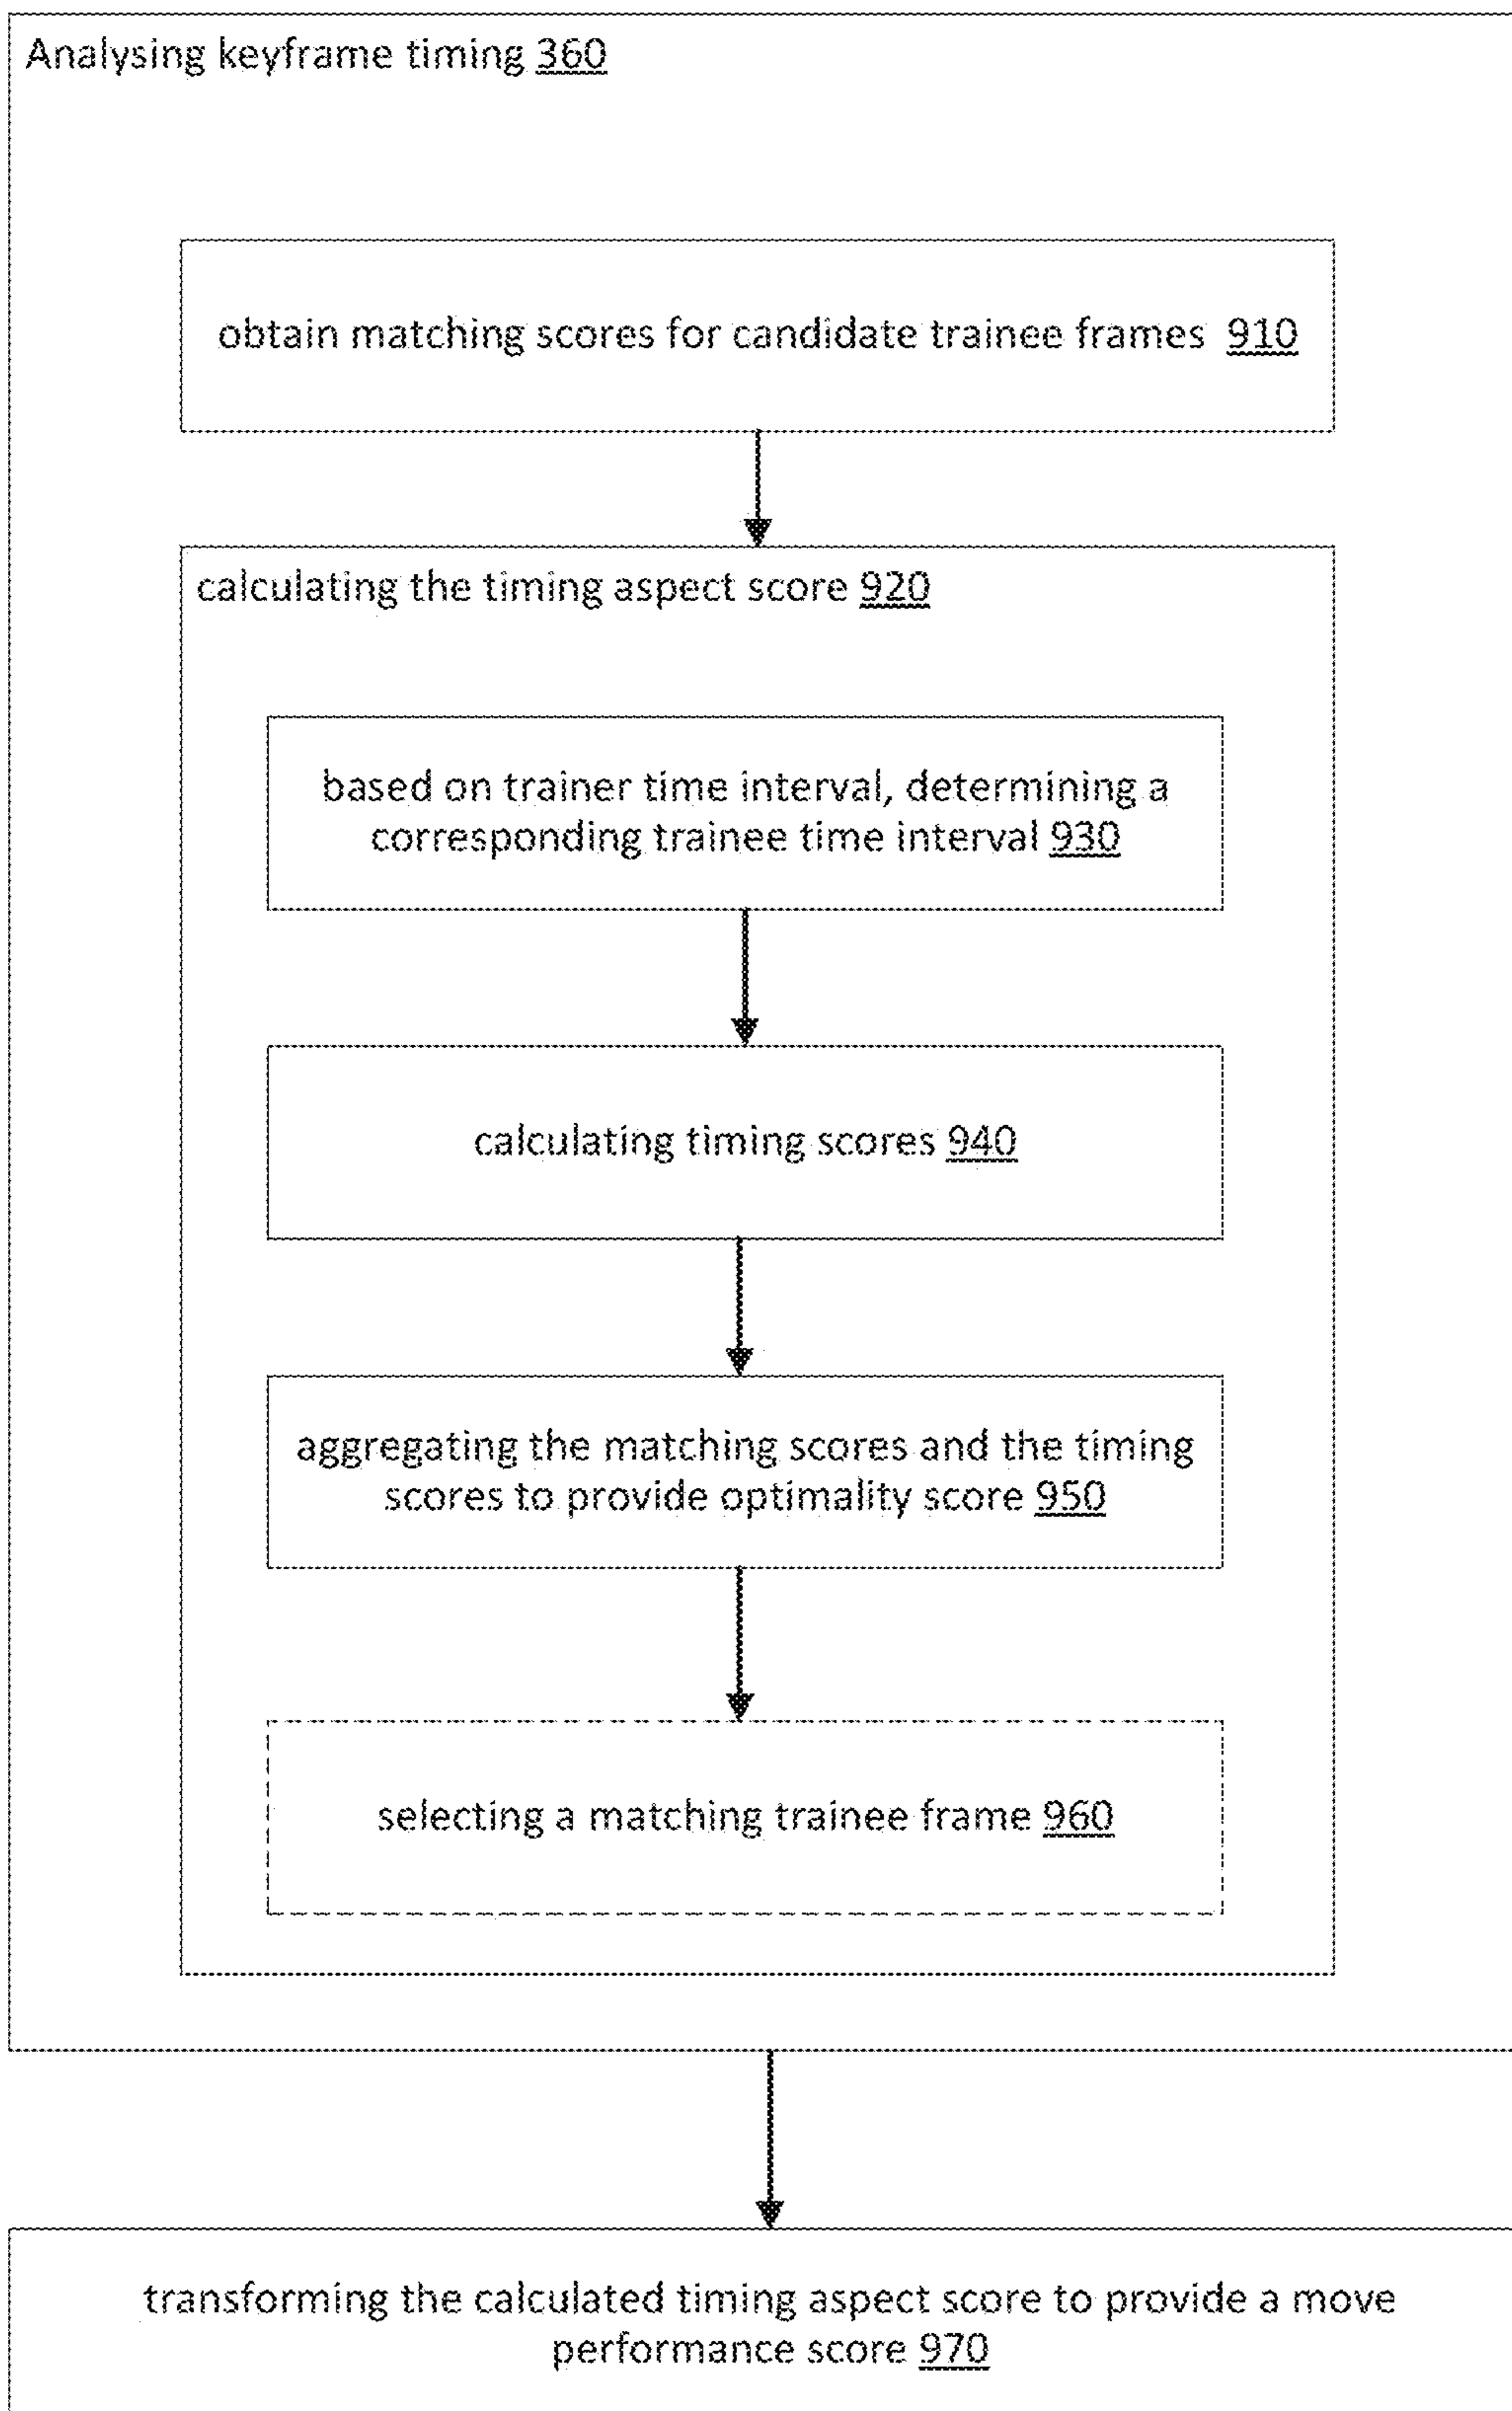 Analysing keyframe timing 360
obtain matching scores for candidate trainee frames 910
calculating the timing aspect score 920
based on trainer time interval, determining a
corresponding trainee time interval 930
calculating timing scores 940
aggregating the matching scores and the timing
scores to provide optimality score 950
selecting a matching trainee frame 960
transforming the calculated timing aspect score to provide a move
performance score 970